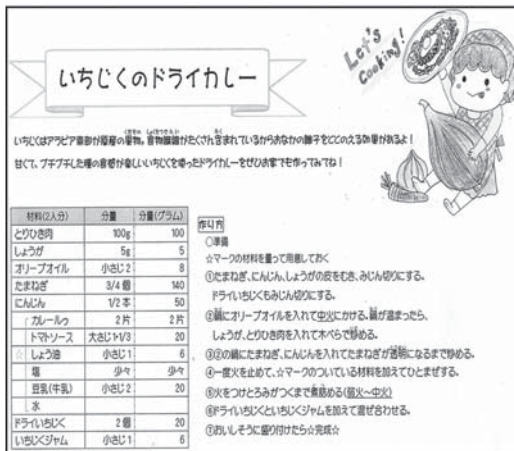 Let's
Cooking!
いちじくのドライカレー
いちじくはアラビア南部が原産の果物。食物繊維がたくさん含まれているからおなかの調子をととのえる効果があるよ！
甘くて、プチプチした種の食感が楽しいいちじくを使ったドライカレーをぜひお家でも作ってみてね！
材料(2人分) 分量 分量(グラム)
とりひき肉 100g 100
しょうが 5g 5
オリーブオイル 小さじ2 8
たまねぎ 3/4個 140
にんじん 1/2本 50
カレールウ 2片 2片
トマトソース 大さじ1・1/3 20
☆ しょう油 小さじ1 6
塩 少々 少々
豆乳(牛乳) 小さじ2 20
水
ドライいちじく 2個 20
いちじくジャム 小さじ1 6
作り方
○準備
☆マークの材料を量って用意しておく
①たまねぎ、にんじん、しょうがの皮をむき、みじん切りにする。
ドライいちじくもみじん切りにする。
②鍋にオリーブオイルを入れて中火にかける。鍋が温まったら、
しょうが、とりひき肉を入れて木べらで炒める。
③②の鍋にたまねぎ、にんじんを入れてたまねぎが透明になるまで炒める。
④一度火を止めて、☆マークのついている材料を加えてひとまぜする。
⑤火をつけとろみがつくまで煮詰める(弱火～中火)
⑥ドライいちじくといちじくジャムを加えて混ぜ合わせる。
⑦おいしそうに盛り付けたら☆完成☆